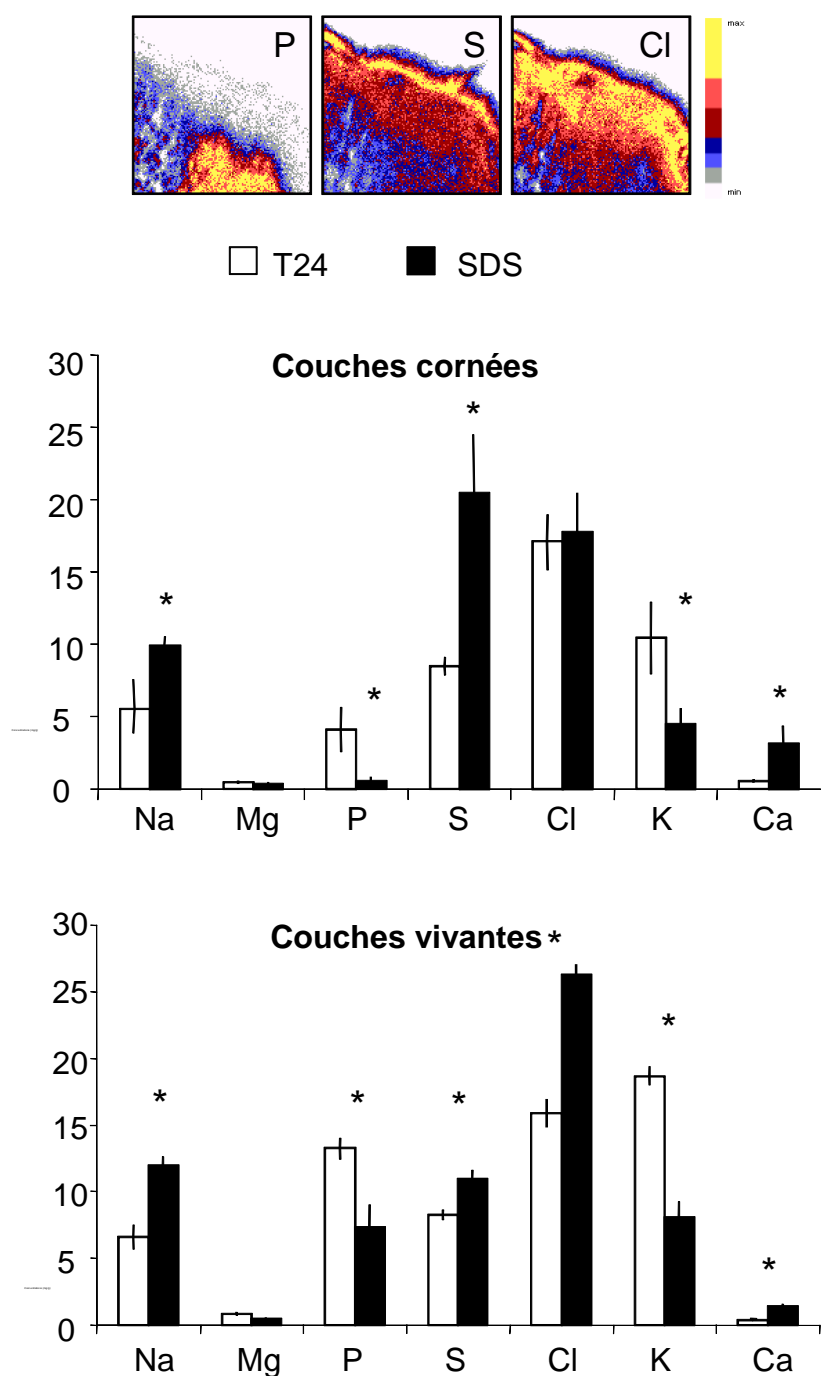 P S Cl
max
min
T24 SDS
Couches cornées
30
25
20
15
10
5
0
* * * * * *
Na Mg P S Cl K Ca
Couches vivantes *
30
25
20
15
10
5
0
* * * * *
Na Mg P S Cl K Ca